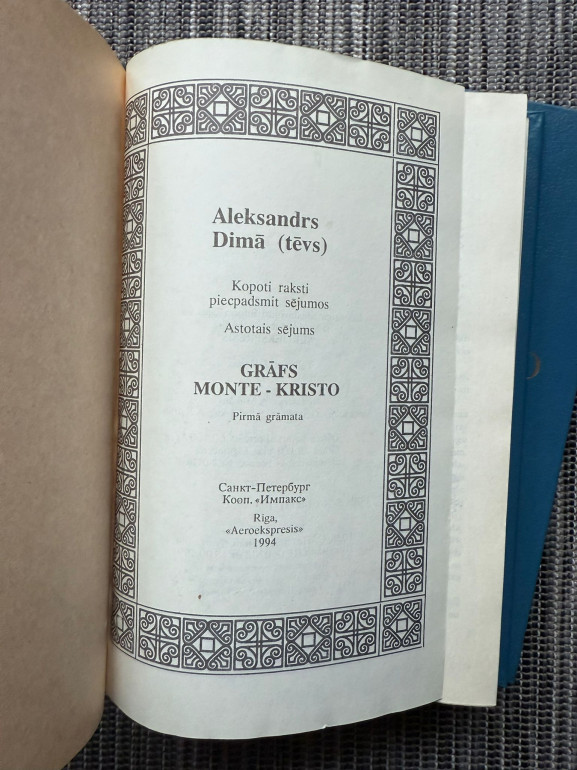 Aleksandrs
Dimā (tēvs)
Kopoti raksti
piecpadsmit sējumos
Astotais sējums
GRĀFS
MONTE - KRISTO
Pirmā grāmata
Санкт-Петербург
Кооп. «Импакс»
Rīga,
«Aeroekspresis»
1994